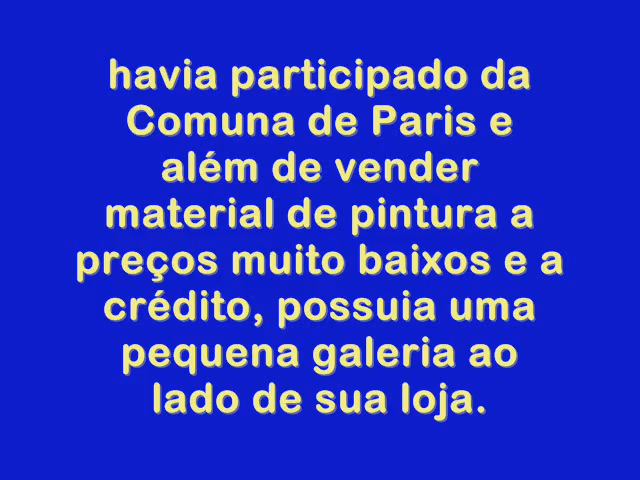 havia participado da
Comuna de Paris e
além de vender
material de pintura a
preços muito baixos e a
crédito, possuia uma
pequena galeria ao
lado de sua loja.